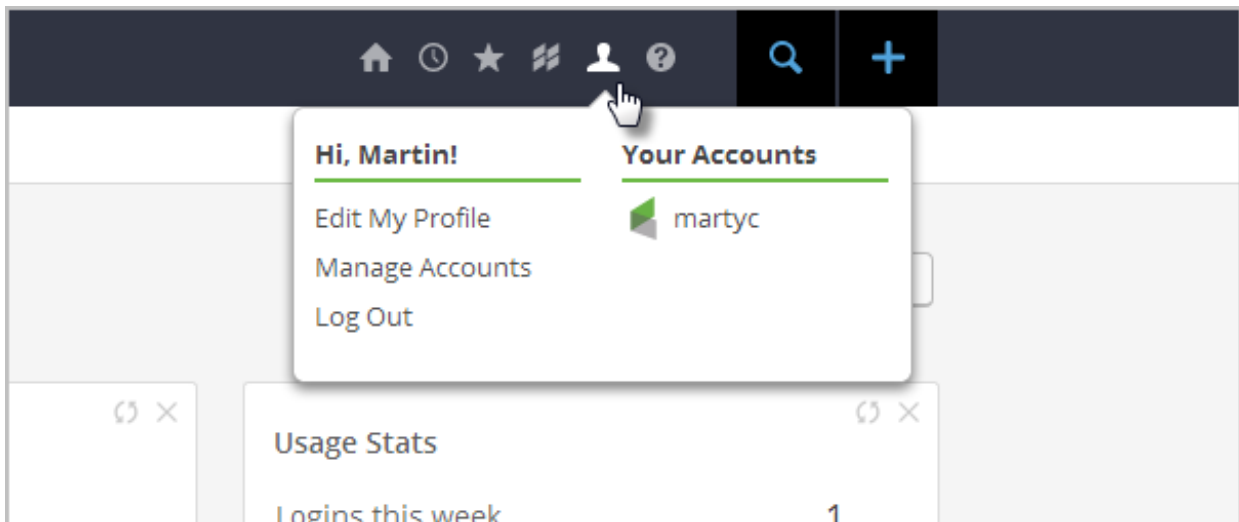 Hi, Martin!
Edit My Profile
Manage Accounts
Log Out
Your Accounts
martyc
Usage Stats
Logins this week 1